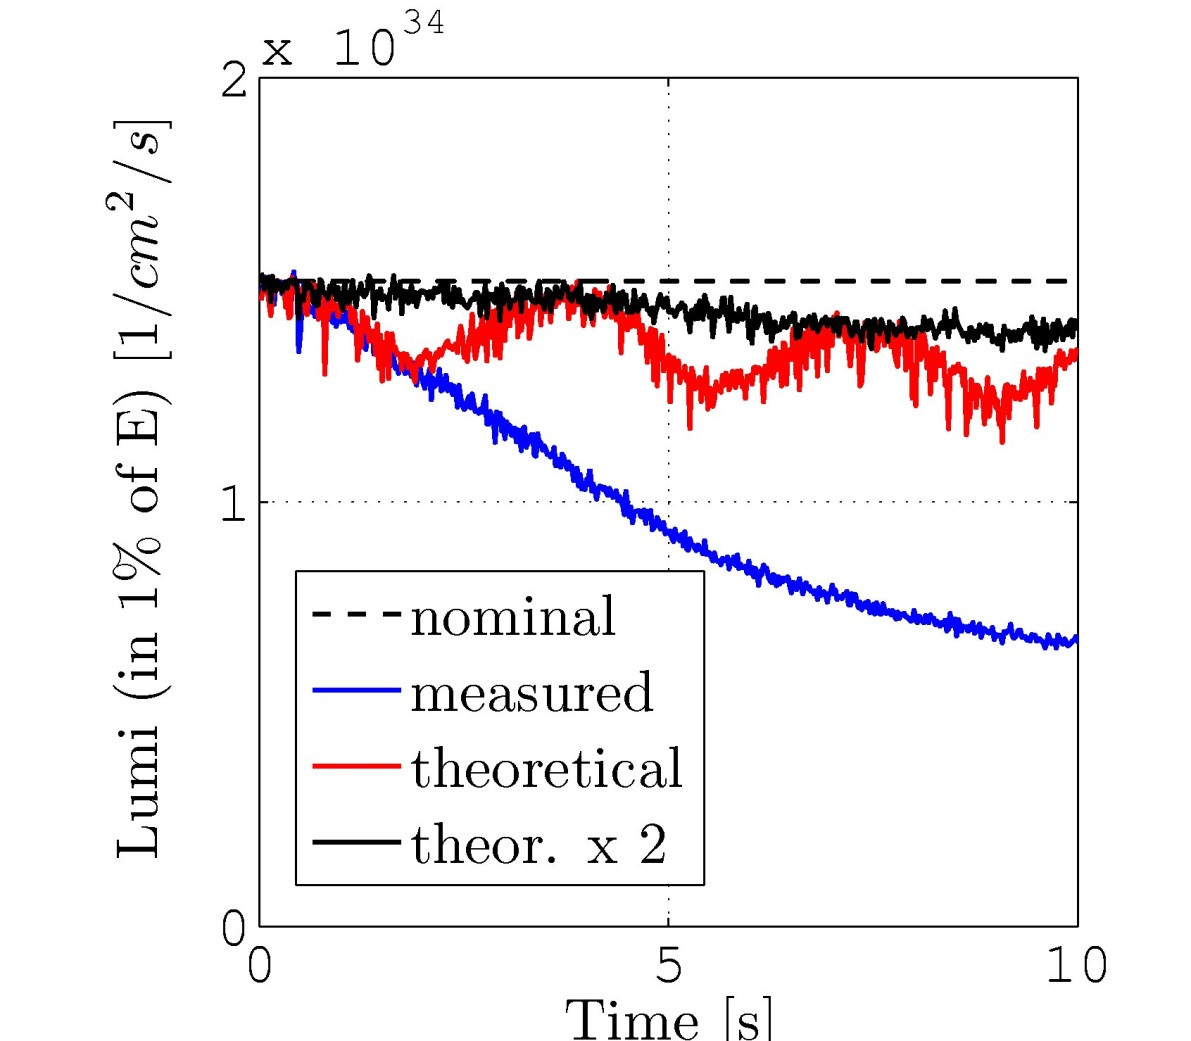 x 10^34
2
1
0
Lumi (in 1% of E) [1/cm^2/s]
nominal
measured
theoretical
theor. x 2
0 5 10
Time [s]